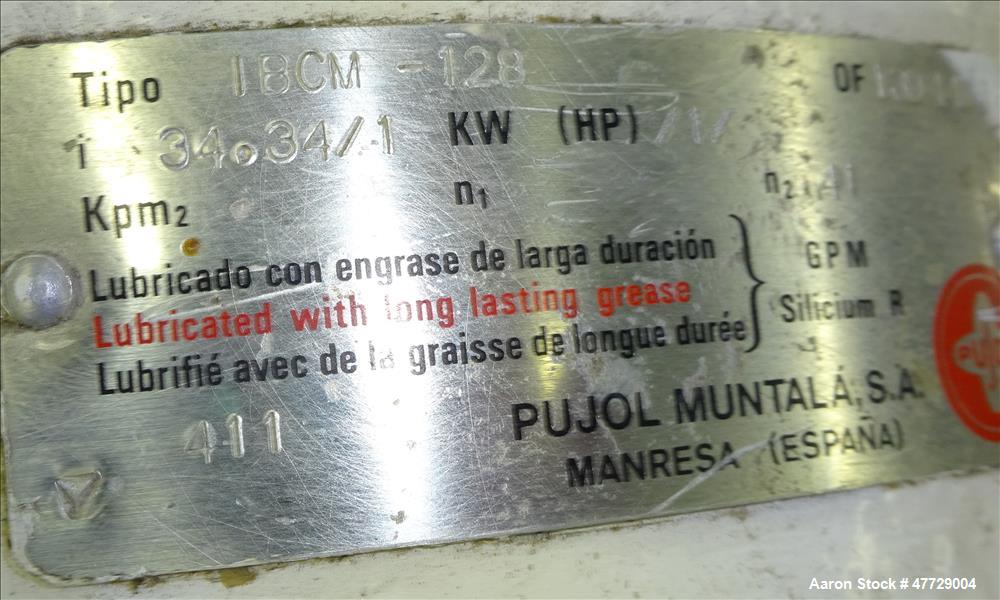 Tipo IBCM - 128 OF
i 34.34/1 KW (HP)
Kpm2 n1 n2 41
Lubricado con engrase de larga duración
Lubricated with long lasting grease
Lubrifié avec de la graisse de longue durée
GPM
Silicium R
411
PUJOL MUNTALÁ, S.A.
MANRESA (ESPAÑA)
Aaron Stock # 47729004